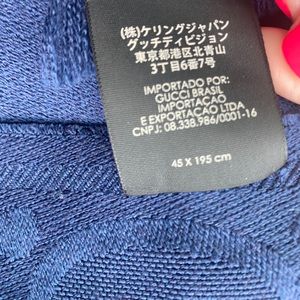 (株)ケリングジャパン
グッチディビジョン
東京都港区北青山
3丁目6番7号
IMPORTADO POR:
GUCCI BRASIL
IMPORTACAO
E EXPORTACAO LTDA
CNPJ: 08.338.986/0001-16
45 X 195 cm